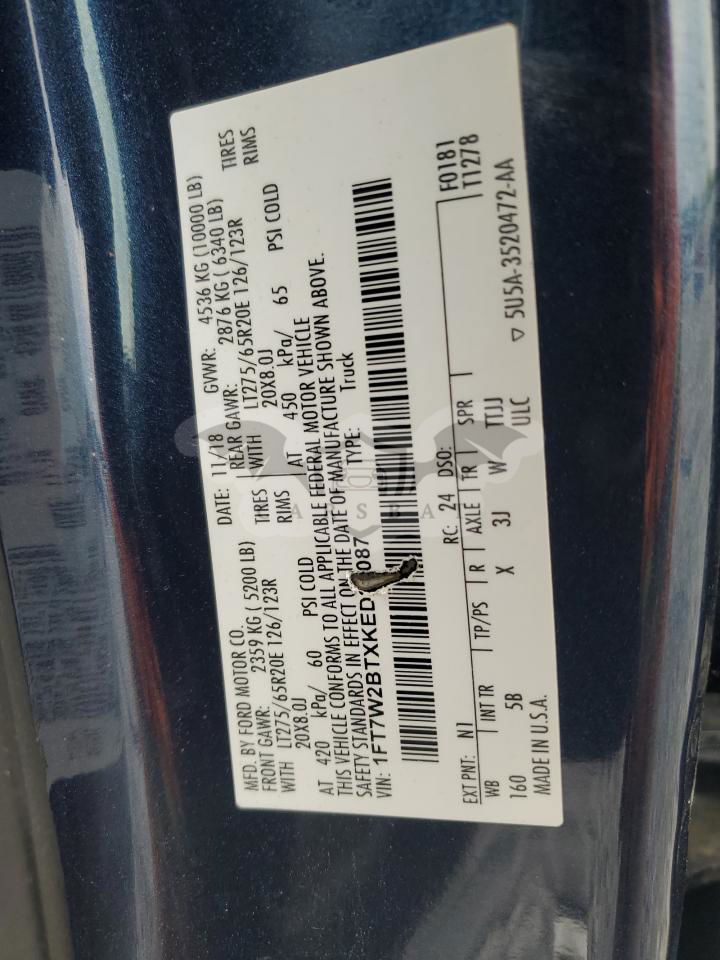 MFD. BY FORD MOTOR CO. DATE: 11/18 GVWR: 4536 KG (10000 LB)
FRONT GAWR: 2359 KG ( 5200 LB) REAR GAWR: 2876 KG ( 6340 LB)
WITH LT275/65R20E 126/123R TIRES WITH LT275/65R20E 126/123R TIRES
20X8.0J RIMS 20X8.0J RIMS
AT 420 kPa/ 60 PSI COLD AT 450 kPa/ 65 PSI COLD
THIS VEHICLE CONFORMS TO ALL APPLICABLE FEDERAL MOTOR VEHICLE
SAFETY STANDARDS IN EFFECT ON THE DATE OF MANUFACTURE SHOWN ABOVE.
VIN: 1FT7W2BTXKED 087 TYPE: Truck
F0181
EXT PNT: N1 RC: 24 DSO: T1278
WB INT TR TP/PS R AXLE TR SPR
160 5B X 3J W TTJJ
MADE IN U.S.A. ULC
5U5A-3520472-AA